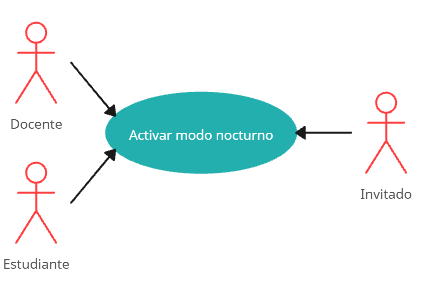 Docente
Activar modo nocturno
Invitado
Estudiante